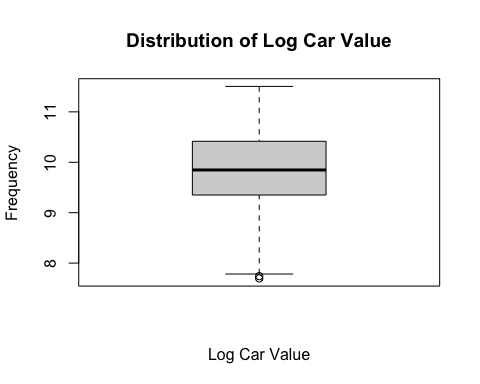 Distribution of Log Car Value
Frequency
11
10
9
8
Log Car Value